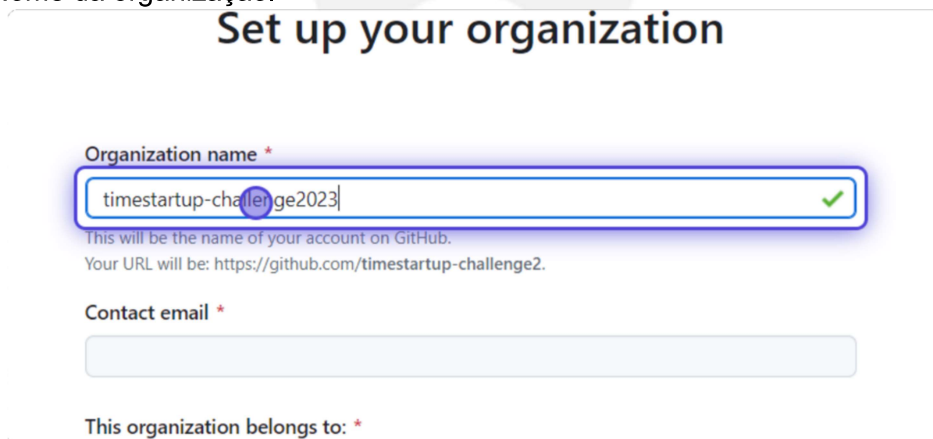 Set up your organization
Organization name *
timestartup-challenge2023
This will be the name of your account on GitHub.
Your URL will be: https://github.com/timestartup-challenge2.
Contact email *
This organization belongs to: *